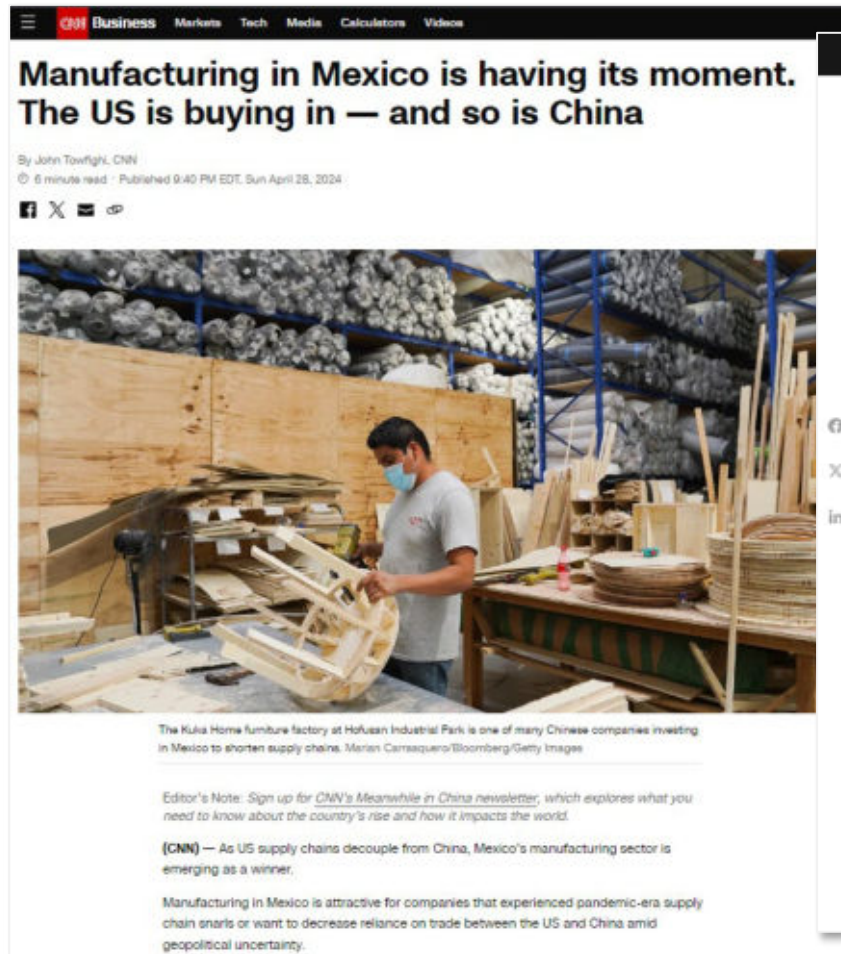 CNN Business Markets Tech Media Calculators Videos
Manufacturing in Mexico is having its moment.
The US is buying in — and so is China
By John Towfighi, CNN
6 minute read · Published 9:40 PM EDT, Sun April 28, 2024
The Kuka Home furniture factory at Hofusan Industrial Park is one of many Chinese companies investing
in Mexico to shorten supply chains. Marian Carrasquero/Bloomberg/Getty Images
Editor's Note: Sign up for CNN's Meanwhile in China newsletter, which explores what you
need to know about the country's rise and how it impacts the world.
(CNN) — As US supply chains decouple from China, Mexico's manufacturing sector is
emerging as a winner.
Manufacturing in Mexico is attractive for companies that experienced pandemic-era supply
chain snarls or want to decrease reliance on trade between the US and China amid
geopolitical uncertainty.